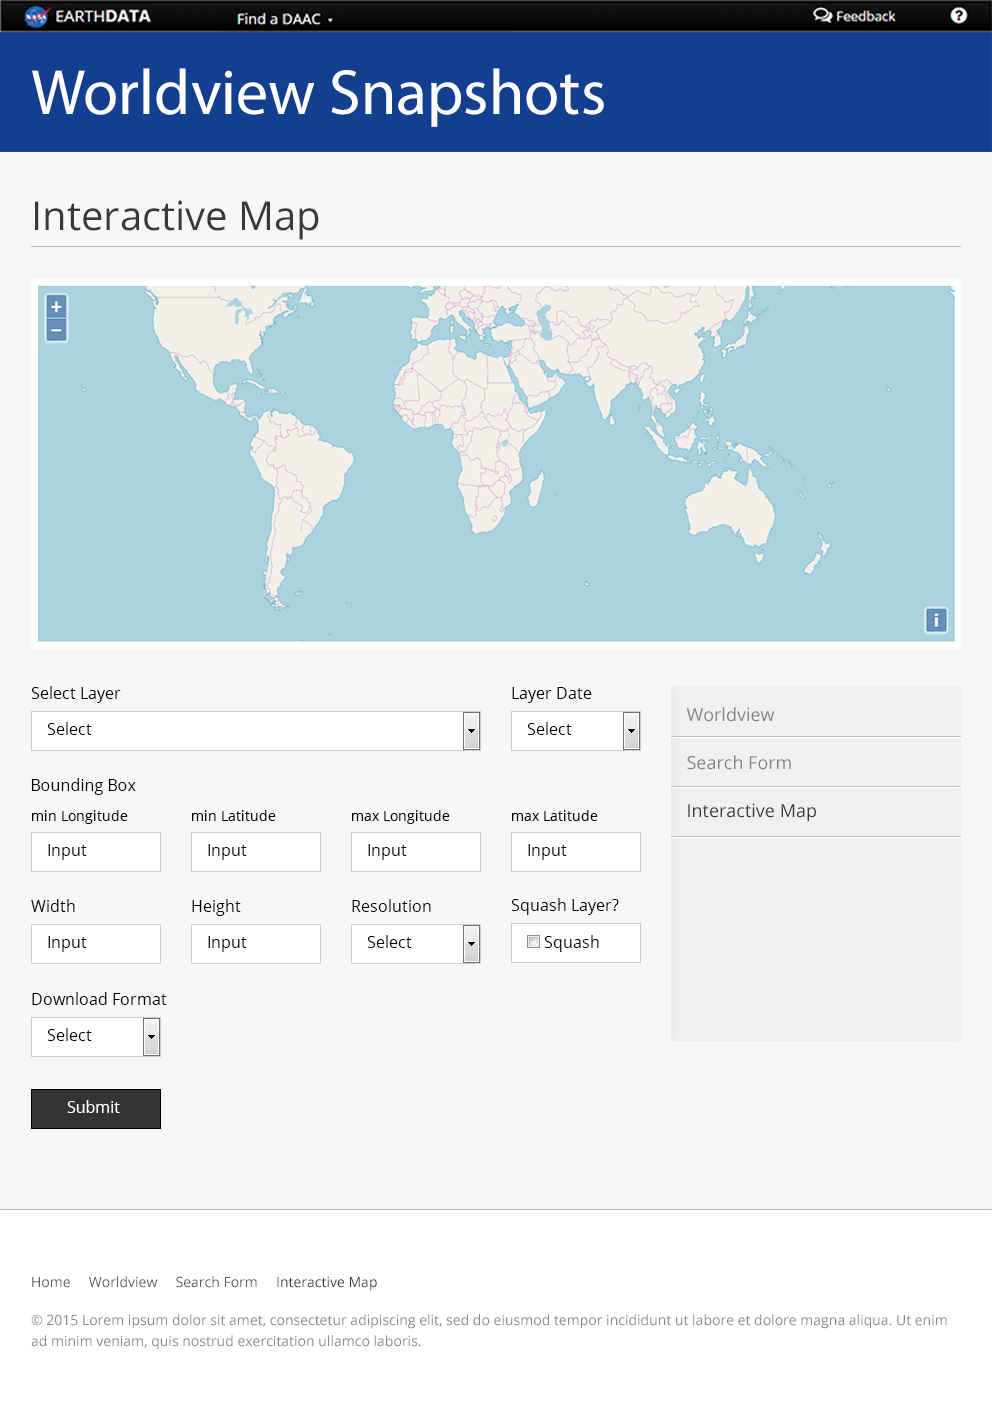 EARTHDATA Find a DAAC Feedback ?
Worldview Snapshots
Interactive Map
+
−
i
Select Layer Layer Date
Select Select
Worldview
Search Form
Interactive Map
Bounding Box
min Longitude min Latitude max Longitude max Latitude
Input Input Input Input
Width Height Resolution Squash Layer?
Input Input Select Squash
Download Format
Select
Submit
Home Worldview Search Form Interactive Map
© 2015 Lorem ipsum dolor sit amet, consectetur adipiscing elit, sed do eiusmod tempor incididunt ut labore et dolore magna aliqua. Ut enim
ad minim veniam, quis nostrud exercitation ullamco laboris.